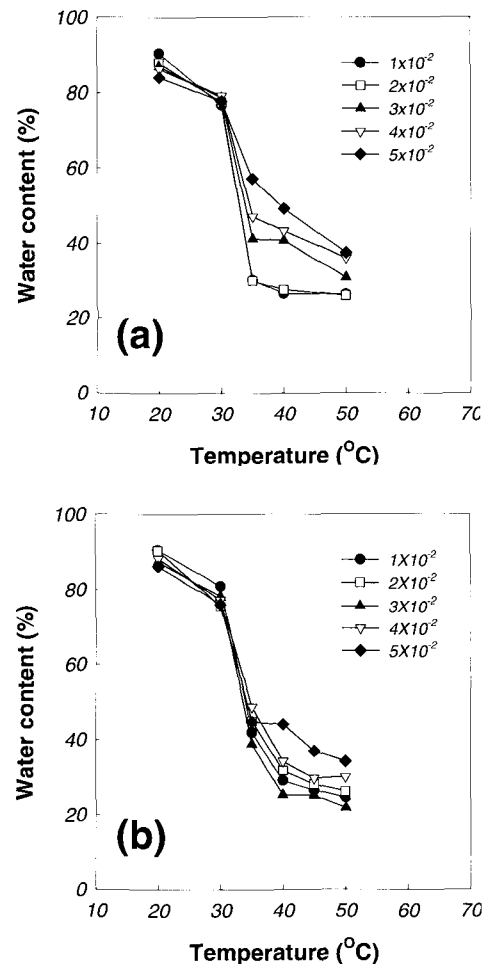 100
80
60
40
20
0
Water content (%)
1x10⁻²
2x10⁻²
3x10⁻²
4x10⁻²
5x10⁻²
(a)
10 20 30 40 50 60 70
Temperature (°C)
100
80
60
40
20
0
Water content (%)
1X10⁻²
2X10⁻²
3X10⁻²
4X10⁻²
5X10⁻²
(b)
10 20 30 40 50 60 70
Temperature (°C)